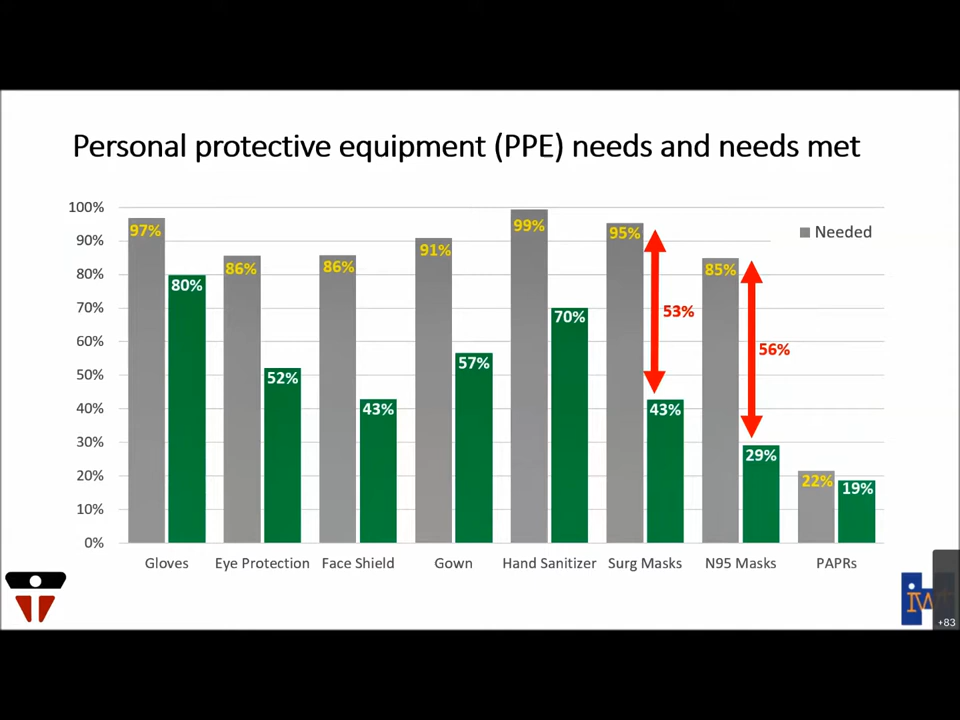 Personal protective equipment (PPE) needs and needs met
100%
90%
80%
70%
60%
50%
40%
30%
20%
10%
0%
97%
80%
86%
52%
86%
43%
91%
57%
99%
70%
95%
53%
43%
85%
56%
29%
22%
19%
Needed
Gloves
Eye Protection
Face Shield
Gown
Hand Sanitizer
Surg Masks
N95 Masks
PAPRs
iw
+83